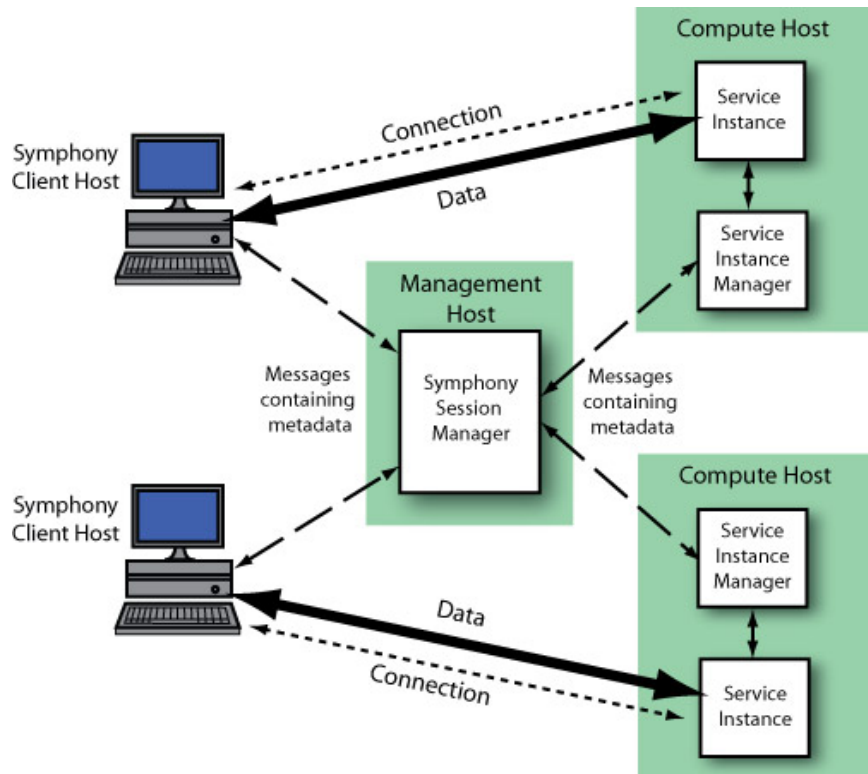 Compute Host
Service
Instance
Connection
Symphony
Client Host
Data
Service
Instance
Manager
Management
Host
Symphony
Session
Manager
Messages
containing
metadata
Messages
containing
metadata
Compute Host
Symphony
Client Host
Service
Instance
Manager
Data
Connection
Service
Instance